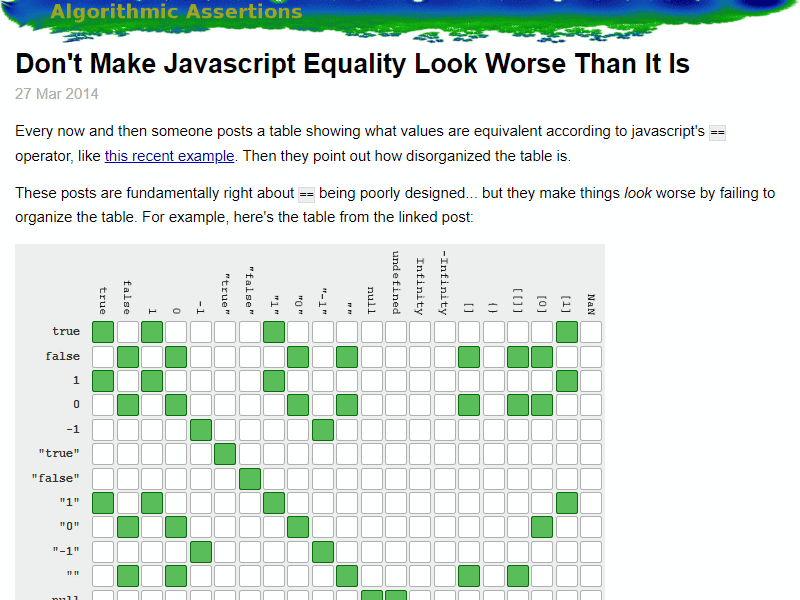 Algorithmic Assertions
Don't Make Javascript Equality Look Worse Than It Is
27 Mar 2014
Every now and then someone posts a table showing what values are equivalent according to javascript's ==
operator, like this recent example. Then they point out how disorganized the table is.
These posts are fundamentally right about == being poorly designed... but they make things look worse by failing to
organize the table. For example, here's the table from the linked post:
true false 1 0 -1 "true" "false" "1" "0" "-1" "" null undefined Infinity -Infinity [] {} [[]] [0] [1] NaN
true
false
1
0
-1
"true"
"false"
"1"
"0"
"-1"
""
null